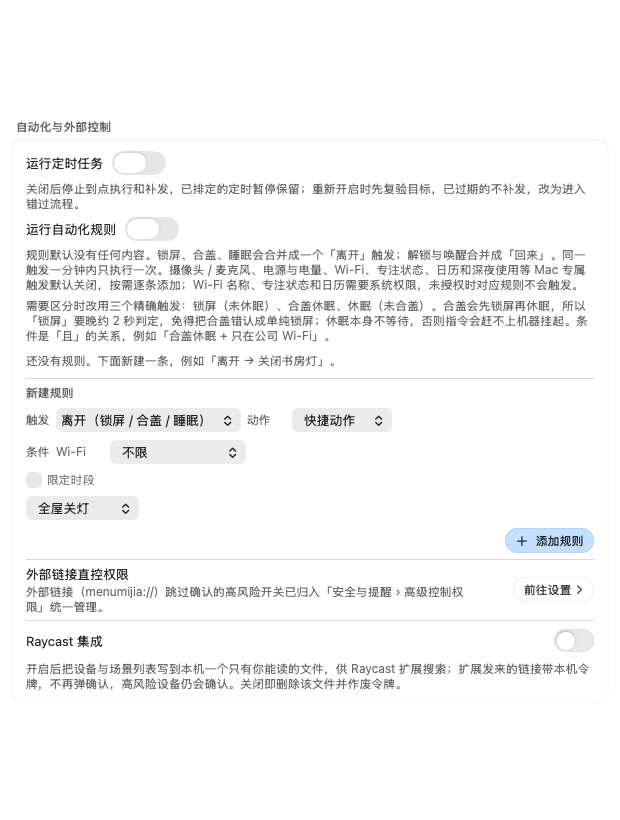 自动化与外部控制
运行定时任务
关闭后停止到点执行和补发，已排定的定时暂停保留；重新开启时先复验目标，已过期的不补发，改为进入
错过流程。
运行自动化规则
规则默认没有任何内容。锁屏、合盖、睡眠会合并成一个「离开」触发；解锁与唤醒合并成「回来」。同一
触发一分钟内只执行一次。摄像头 / 麦克风、电源与电量、Wi-Fi、专注状态、日历和深夜使用等 Mac 专属
触发默认关闭，按需逐条添加；Wi-Fi 名称、专注状态和日历需要系统权限，未授权时对应规则不会触发。
需要区分时改用三个精确触发：锁屏（未休眠）、合盖休眠、休眠（未合盖）。合盖会先锁屏再休眠，所以
「锁屏」要晚约 2 秒判定，免得把合盖错认成单纯锁屏；休眠本身不等待，否则指令会赶不上机器挂起。条
件是「且」的关系，例如「合盖休眠 + 只在公司 Wi-Fi」。
还没有规则。下面新建一条，例如「离开 → 关闭书房灯」。
新建规则
触发 离开（锁屏 / 合盖 / 睡眠） 动作 快捷动作
条件 Wi-Fi 不限
限定时段
全屋关灯
＋ 添加规则
外部链接直控权限
外部链接（menumijia://）跳过确认的高风险开关已归入「安全与提醒 › 高级控制权
限」统一管理。
前往设置 >
Raycast 集成
开启后把设备与场景列表写到本机一个只有你能读的文件，供 Raycast 扩展搜索；扩展发来的链接带本机令
牌，不再弹确认，高风险设备仍会确认。关闭即删除该文件并作废令牌。